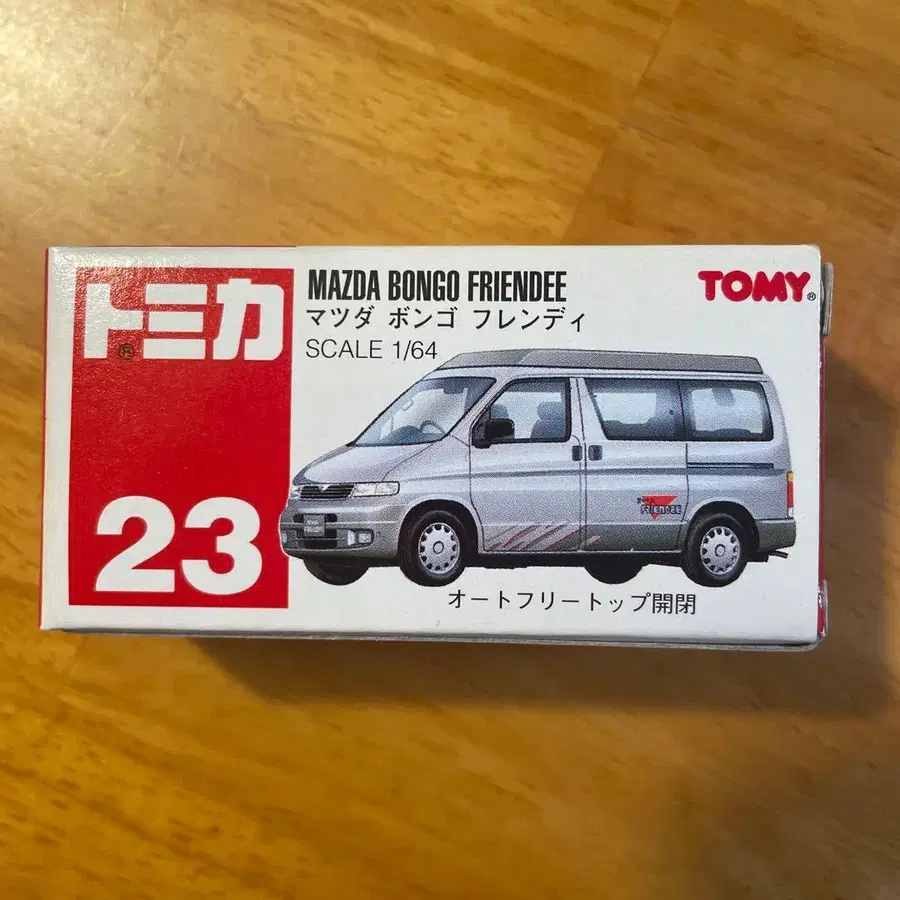 トミカ®
23
MAZDA BONGO FRIENDEE
マツダ ボンゴ フレンディ
SCALE 1/64
TOMY®
FRIENDEE
オートフリートップ開閉